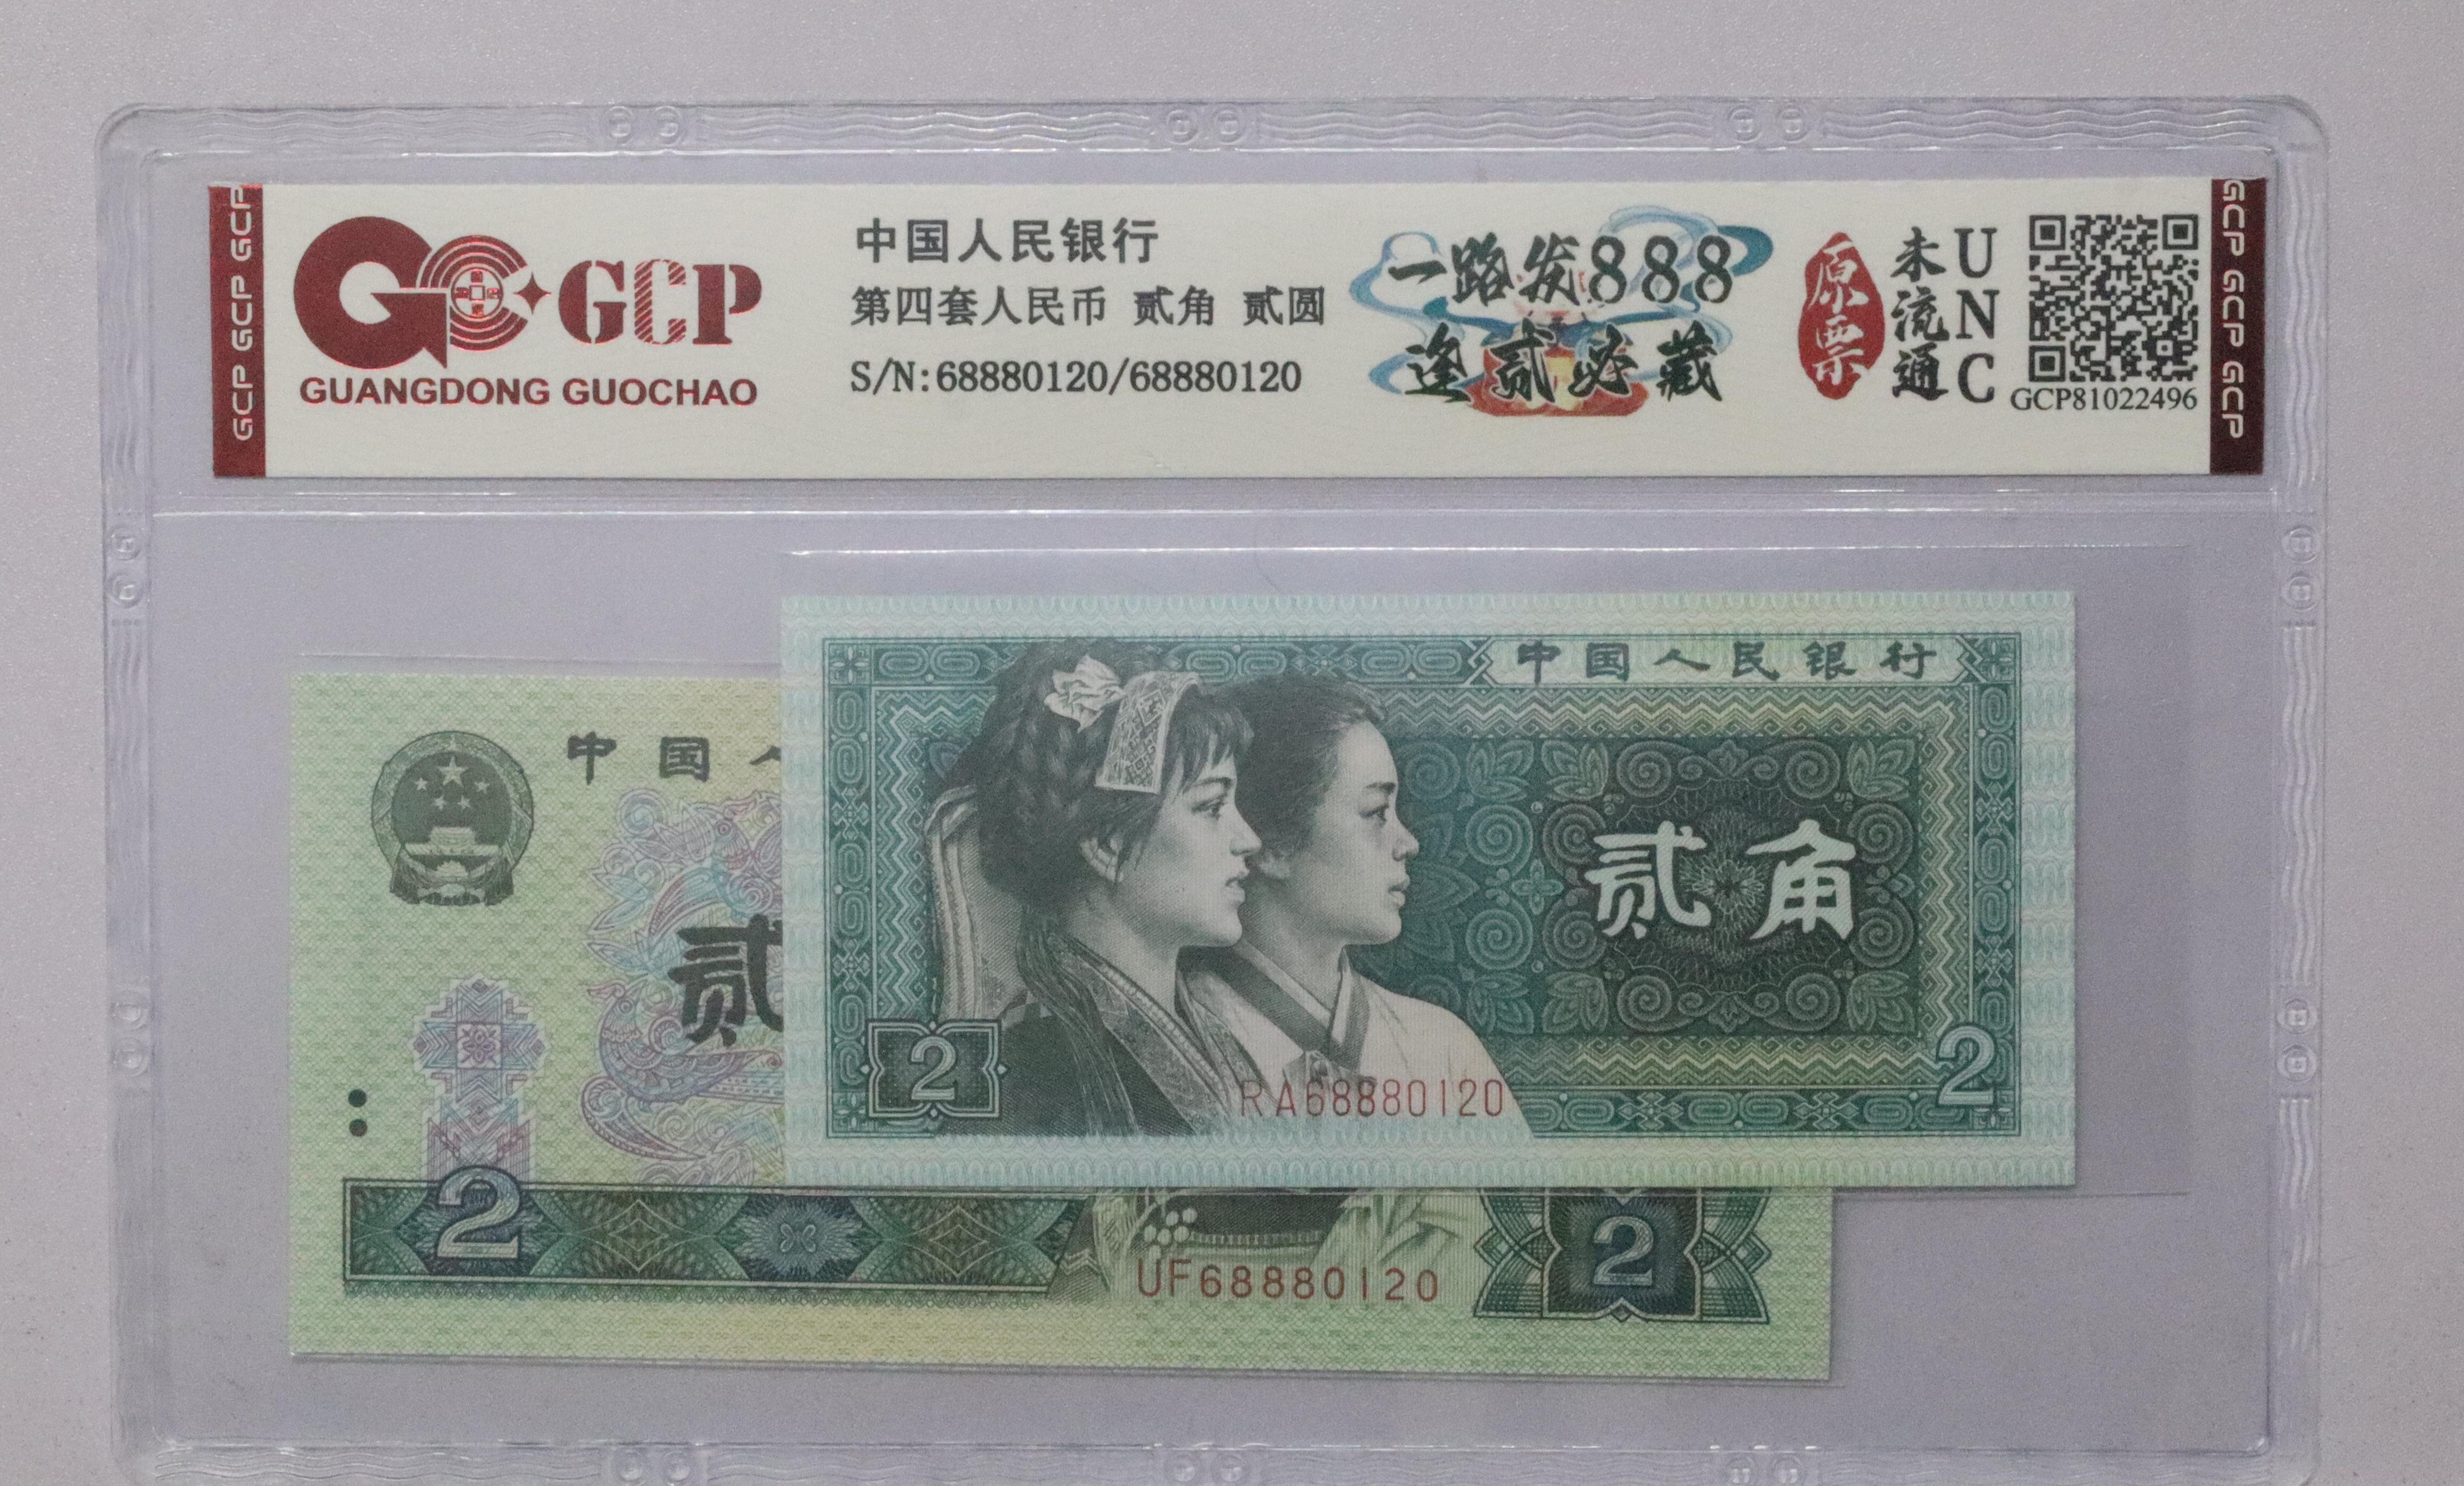 GCP GCP GCP GCP
GCP
GUANGDONG GUOCHAO
中国人民银行
第四套人民币 贰角 贰圆
S/N:68880120/68880120
一路发888
逢贰必藏
原票
未流通
UNC
GCP81022496
GCP GCP GCP GCP
中国人民银行
贰角
2
2
RA68880120
中国人
贰
2
UF68880120
2